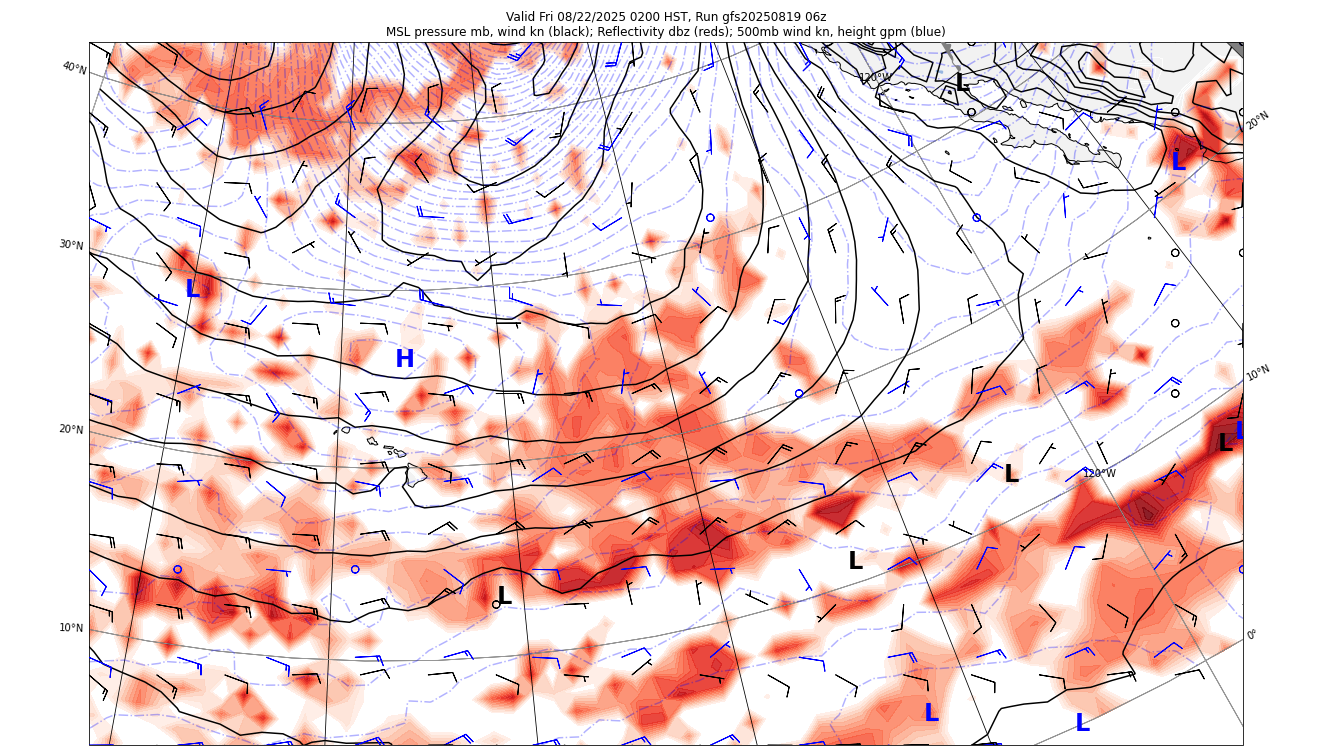 Valid Fri 08/22/2025 0200 HST, Run gfs20250819 06z
MSL pressure mb, wind kn (black); Reflectivity dbz (reds); 500mb wind kn, height gpm (blue)
40°N
120°W
L
20°N
L
30°N
L
H
10°N
20°N
L
L
L
120°W
L
L
10°N
0°
L
L